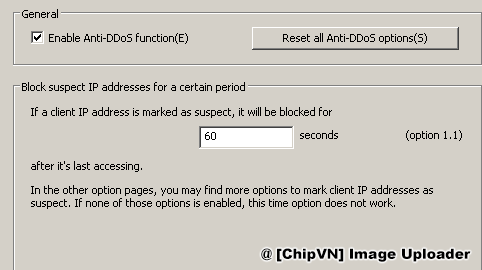 General
Enable Anti-DDoS function(E)
Reset all Anti-DDoS options(S)
Block suspect IP addresses for a certain period
If a client IP address is marked as suspect, it will be blocked for
60 seconds (option 1.1)
after it's last accessing.
In the other option pages, you may find more options to mark client IP addresses as
suspect. If none of those options is enabled, this time option does not work.
@ [ChipVN] Image Uploader